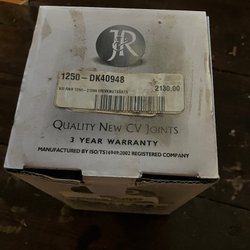 JR
1250-DK40948
2130.00
QUALITY NEW CV JOINTS
3 YEAR WARRANTY
MANUFACTURED BY ISO/TS16949:2002 REGISTERED COMPANY